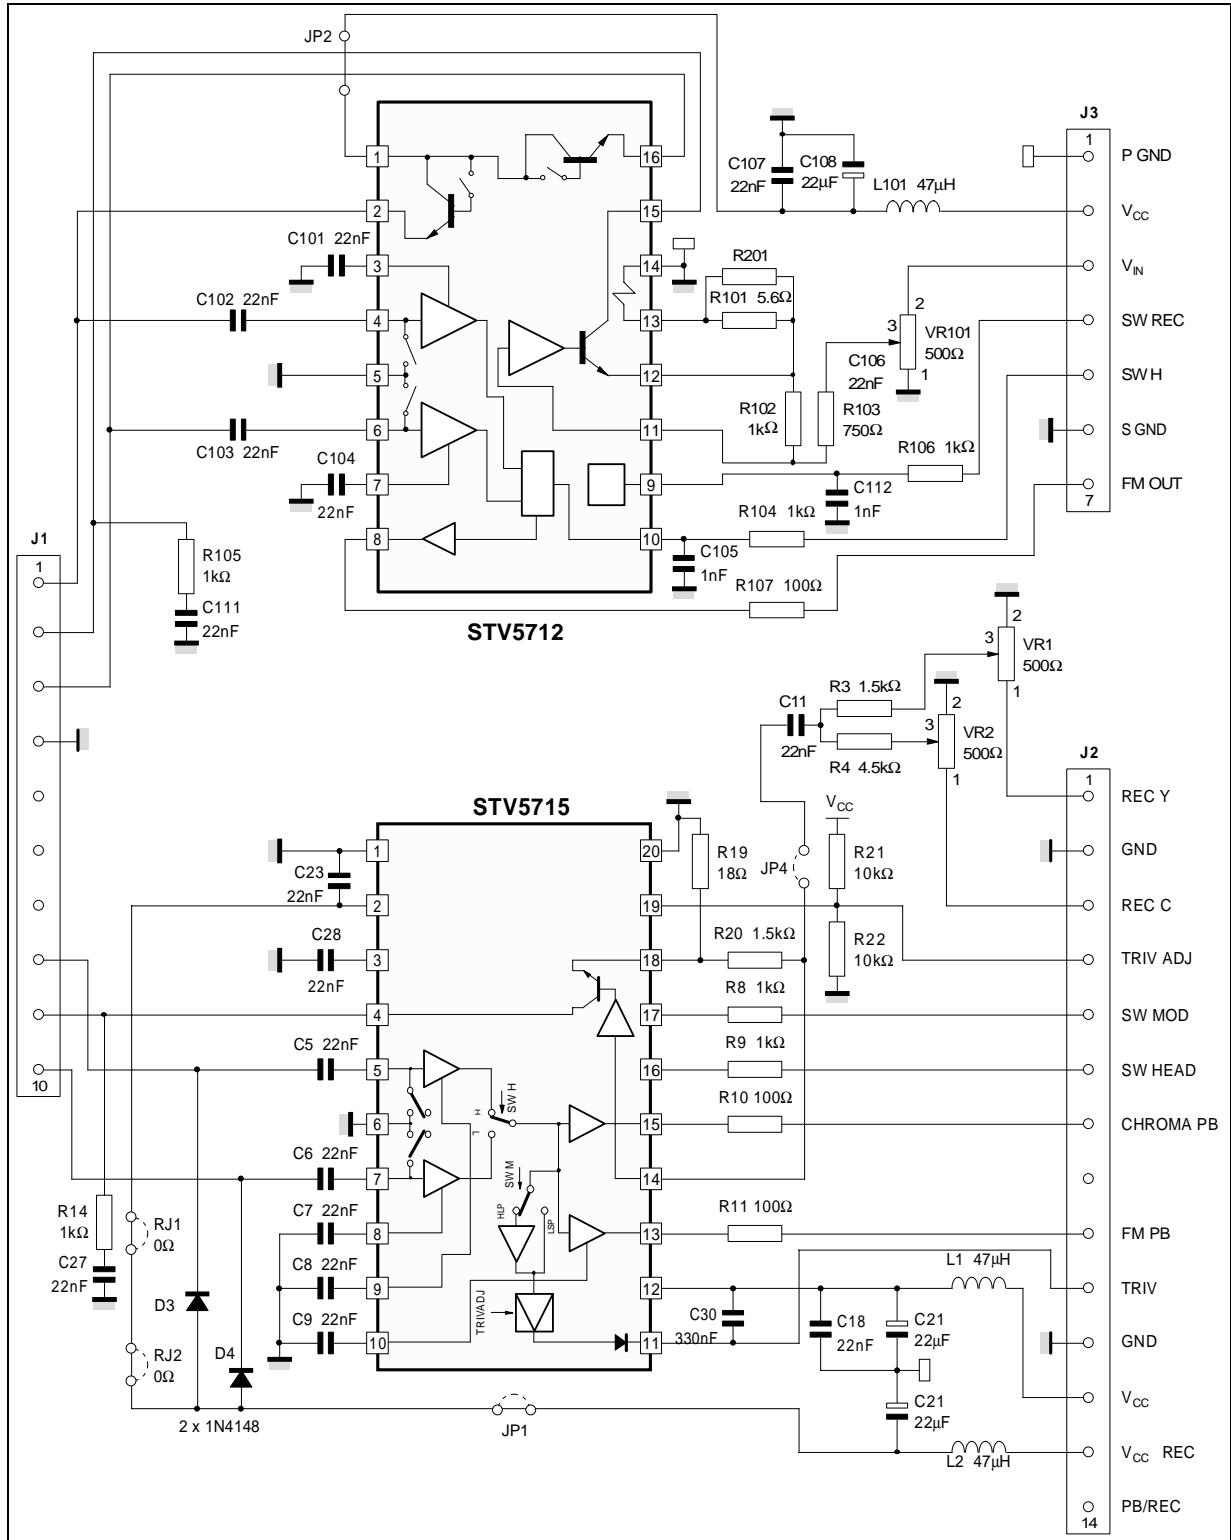 JP2
J3
1
P GND
VCC
VIN
SW REC
SW H
S GND
FM OUT
7
C107
22nF
C108
22µF
L101 47µH
1
2
3
4
5
6
7
8
16
15
14
13
12
11
9
10
C101 22nF
C102 22nF
C103 22nF
C104
22nF
R201
R101 5.6Ω
2
3
VR101
500Ω
1
C106
22nF
R102
1kΩ
R103
750Ω
R106 1kΩ
C112
1nF
R104 1kΩ
C105
1nF
R107 100Ω
STV5712
J1
1
10
R105
1kΩ
C111
22nF
2
3
VR1
500Ω
1
R3 1.5kΩ
C11
22nF
R4 4.5kΩ
2
3
VR2
500Ω
1
J2
1
REC Y
GND
REC C
TRIV ADJ
SW MOD
SW HEAD
CHROMA PB
FM PB
TRIV
GND
VCC
VCC REC
PB/REC
14
STV5715
1
2
3
4
5
6
7
8
9
10
20
19
18
17
16
15
14
13
12
11
C23
22nF
C28
22nF
C5 22nF
C6 22nF
C7 22nF
C8 22nF
C9 22nF
R14
1kΩ
C27
22nF
RJ1
0Ω
RJ2
0Ω
D3
D4
2 x 1N4148
JP1
H
L
SW H
SW M
HLP
LSP
TRIVADJ
R19
18Ω
JP4
VCC
R21
10kΩ
R22
10kΩ
R20 1.5kΩ
R8 1kΩ
R9 1kΩ
R10 100Ω
R11 100Ω
L1 47µH
C30
330nF
C18
22nF
C21
22µF
C21
22µF
L2 47µH